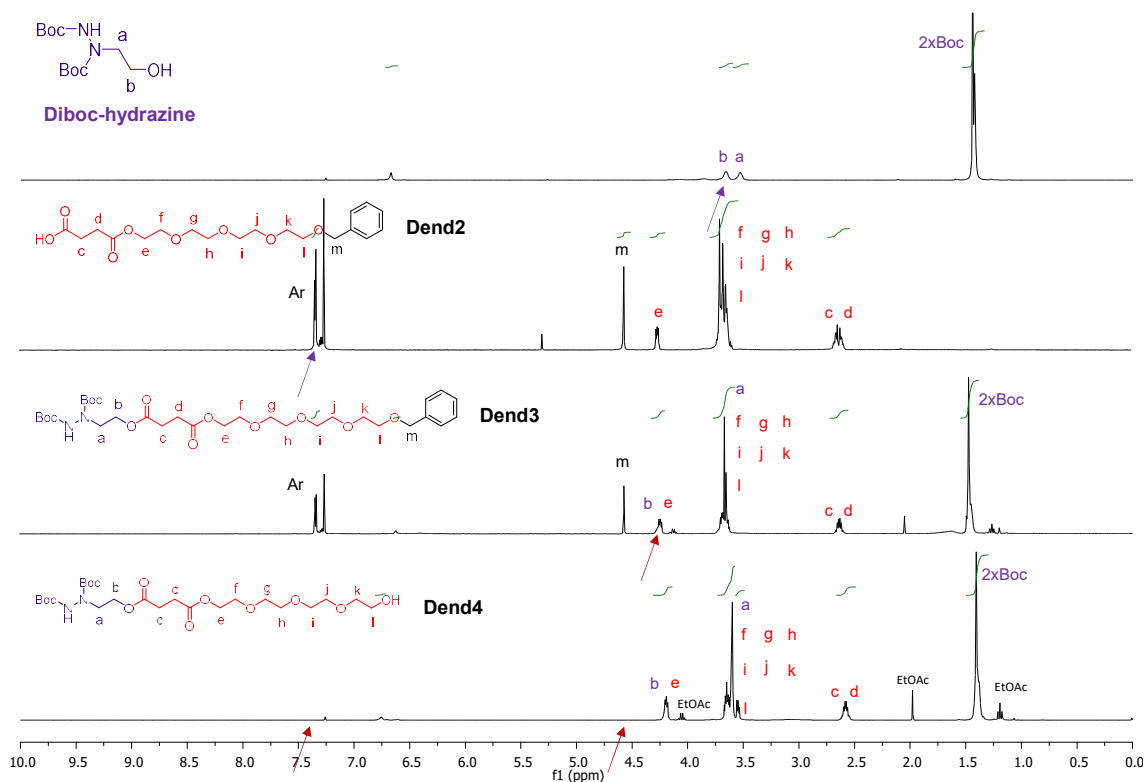 Boc NH
a
N
Boc OH
b
Diboc-hydrazine
2xBoc
b a
O d f g j k O
HO O O O O
c O e h i l m
Dend2
Ar
m
e
f g h
i j k
l
c d
Boc
Boc N b O d f g j k O
N O O O O O
H a c O e h i l m
Dend3
Ar
m
b e
a
f g h
i j k
l
c d
2xBoc
Boc
Boc N b O c f g j k
N O O O O O OH
H a c O e h i l
Dend4
b e
EtOAc
a
f g h
i j k
l
c d
EtOAc
2xBoc
EtOAc
10.0 9.5 9.0 8.5 8.0 7.5 7.0 6.5 6.0 5.5 5.0 4.5 4.0 3.5 3.0 2.5 2.0 1.5 1.0 0.5 0.0
f1 (ppm)